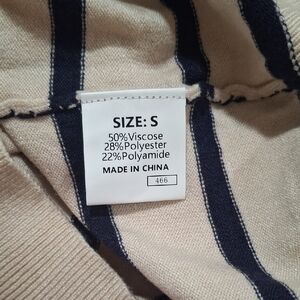 SIZE: S
50%Viscose
28%Polyester
22%Polyamide
MADE IN CHINA
466